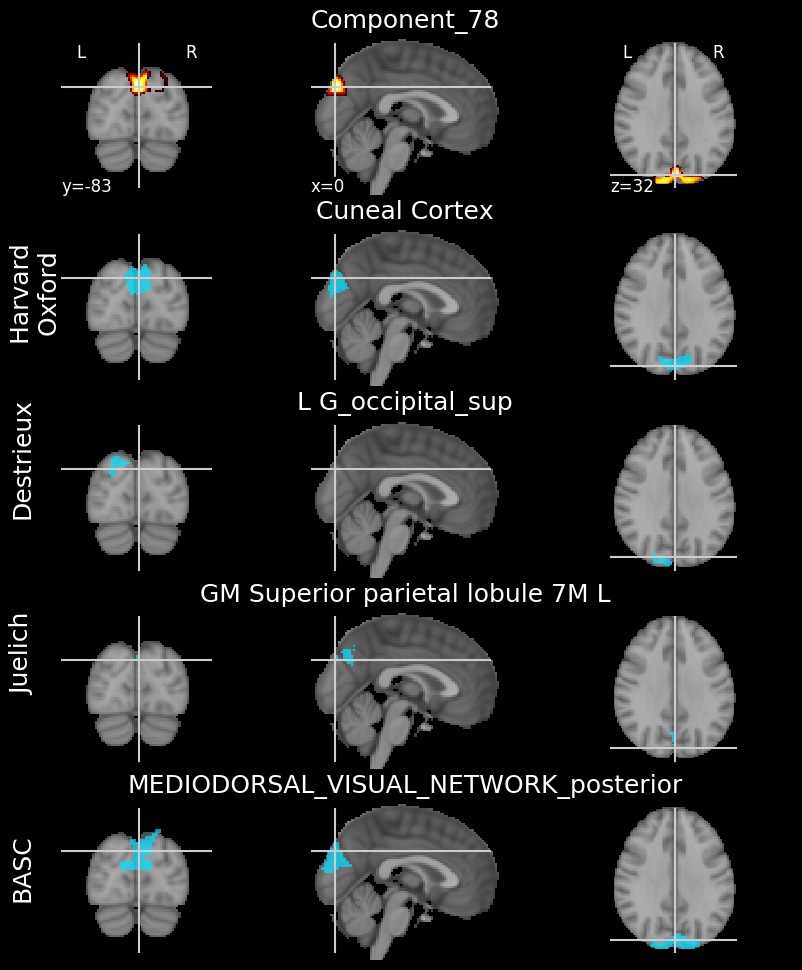 Component_78
L R L R
y=-83 x=0 z=32
Cuneal Cortex
Harvard
Oxford
L G_occipital_sup
Destrieux
GM Superior parietal lobule 7M L
Juelich
MEDIODORSAL_VISUAL_NETWORK_posterior
BASC